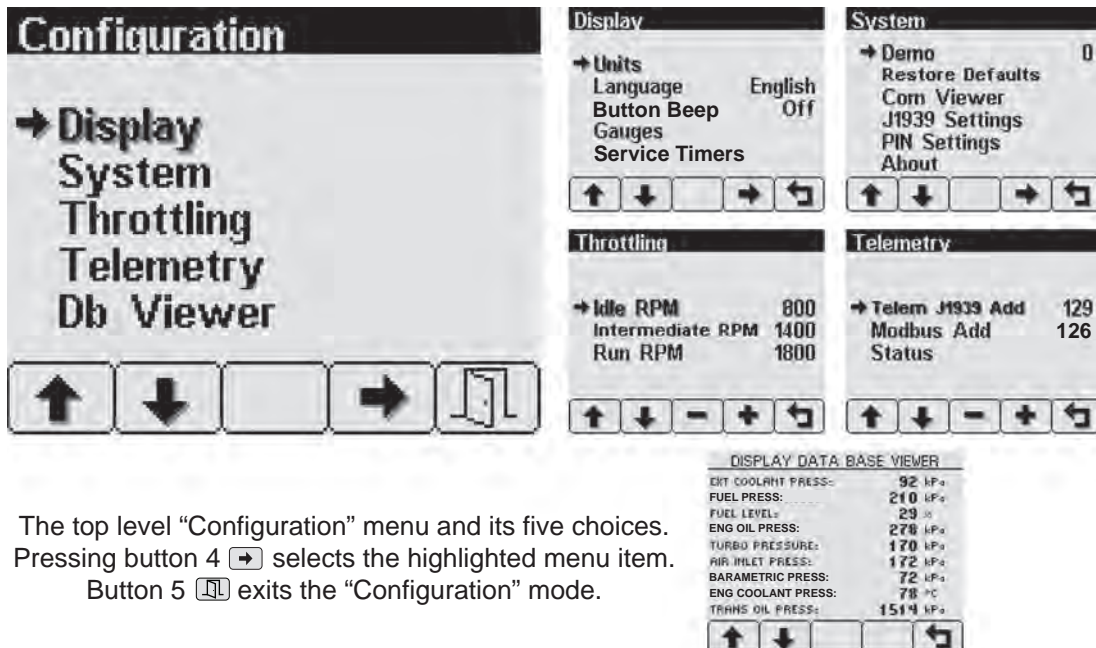 Configuration
Display
System
Throttling
Telemetry
Db Viewer
Display
Units
Language English
Button Beep Off
Gauges
Service Timers
System
Demo 0
Restore Defaults
Com Viewer
J1939 Settings
PIN Settings
About
Throttling
Idle RPM 800
Intermediate RPM 1400
Run RPM 1800
Telemetry
Telem J1939 Add 129
Modbus Add 126
Status
DISPLAY DATA BASE VIEWER
EXT COOLANT PRESS: 92 kPa
FUEL PRESS: 210 kPa
FUEL LEVEL: 29 %
ENG OIL PRESS: 278 kPa
TURBO PRESSURE: 170 kPa
AIR INLET PRESS: 172 kPa
BARAMETRIC PRESS: 72 kPa
ENG COOLANT PRESS: 78 °C
TRANS OIL PRESS: 1514 kPa
The top level “Configuration” menu and its five choices.
Pressing button 4 selects the highlighted menu item.
Button 5 exits the “Configuration” mode.